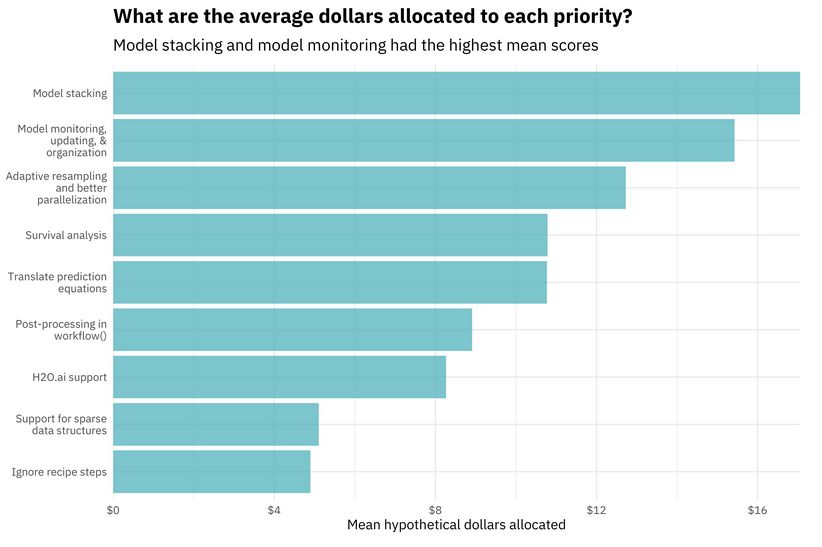 What are the average dollars allocated to each priority?
Model stacking and model monitoring had the highest mean scores
Model stacking
Model monitoring,
updating, &
organization
Adaptive resampling
and better
parallelization
Survival analysis
Translate prediction
equations
Post-processing in
workflow()
H2O.ai support
Support for sparse
data structures
Ignore recipe steps
$0 $4 $8 $12 $16
Mean hypothetical dollars allocated